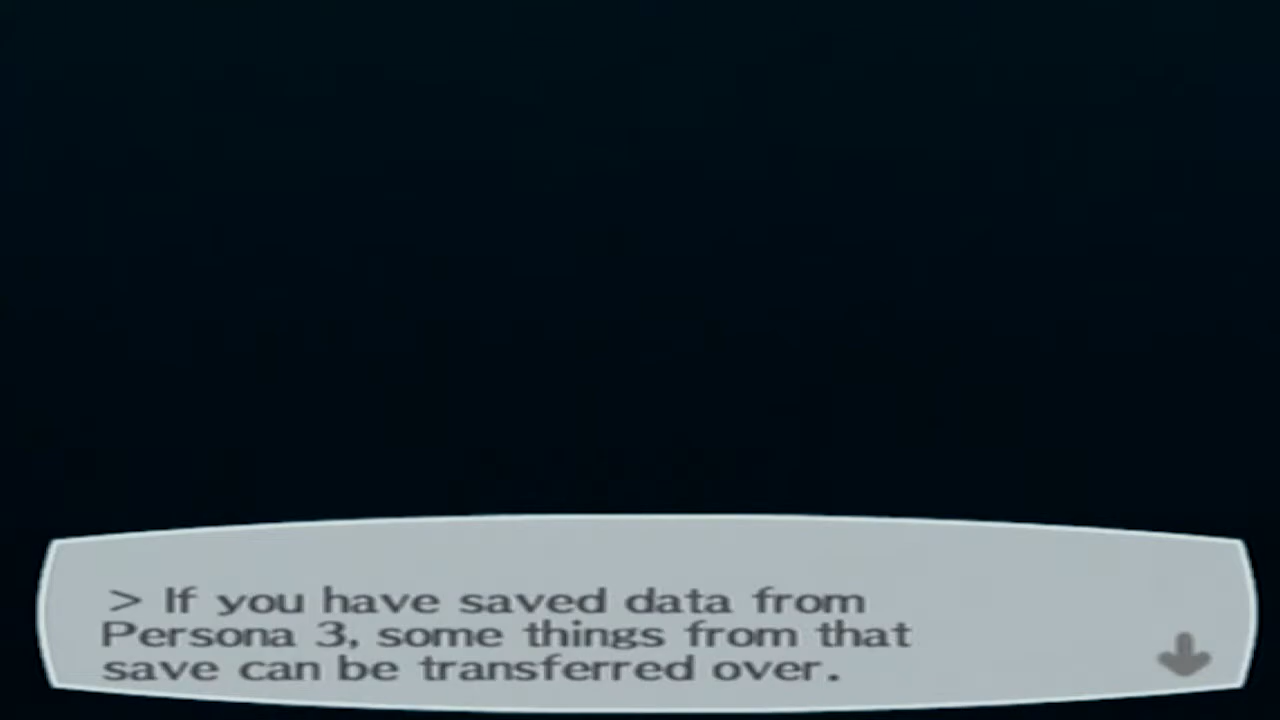 > If you have saved data from
Persona 3, some things from that
save can be transferred over.